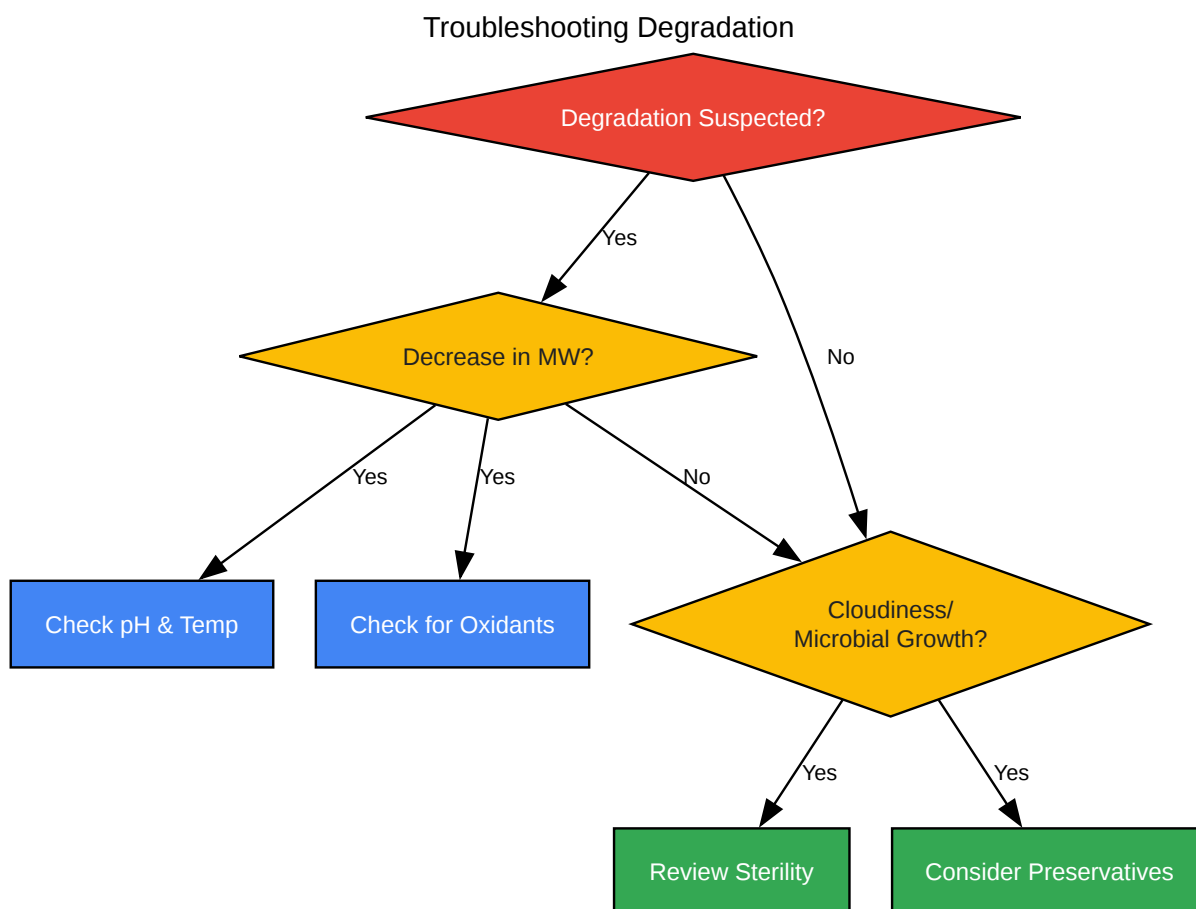 Troubleshooting Degradation
Degradation Suspected?
Yes
Decrease in MW?
No
Yes
Yes
No
Check pH & Temp
Check for Oxidants
Cloudiness/
Microbial Growth?
Yes
Yes
Review Sterility
Consider Preservatives